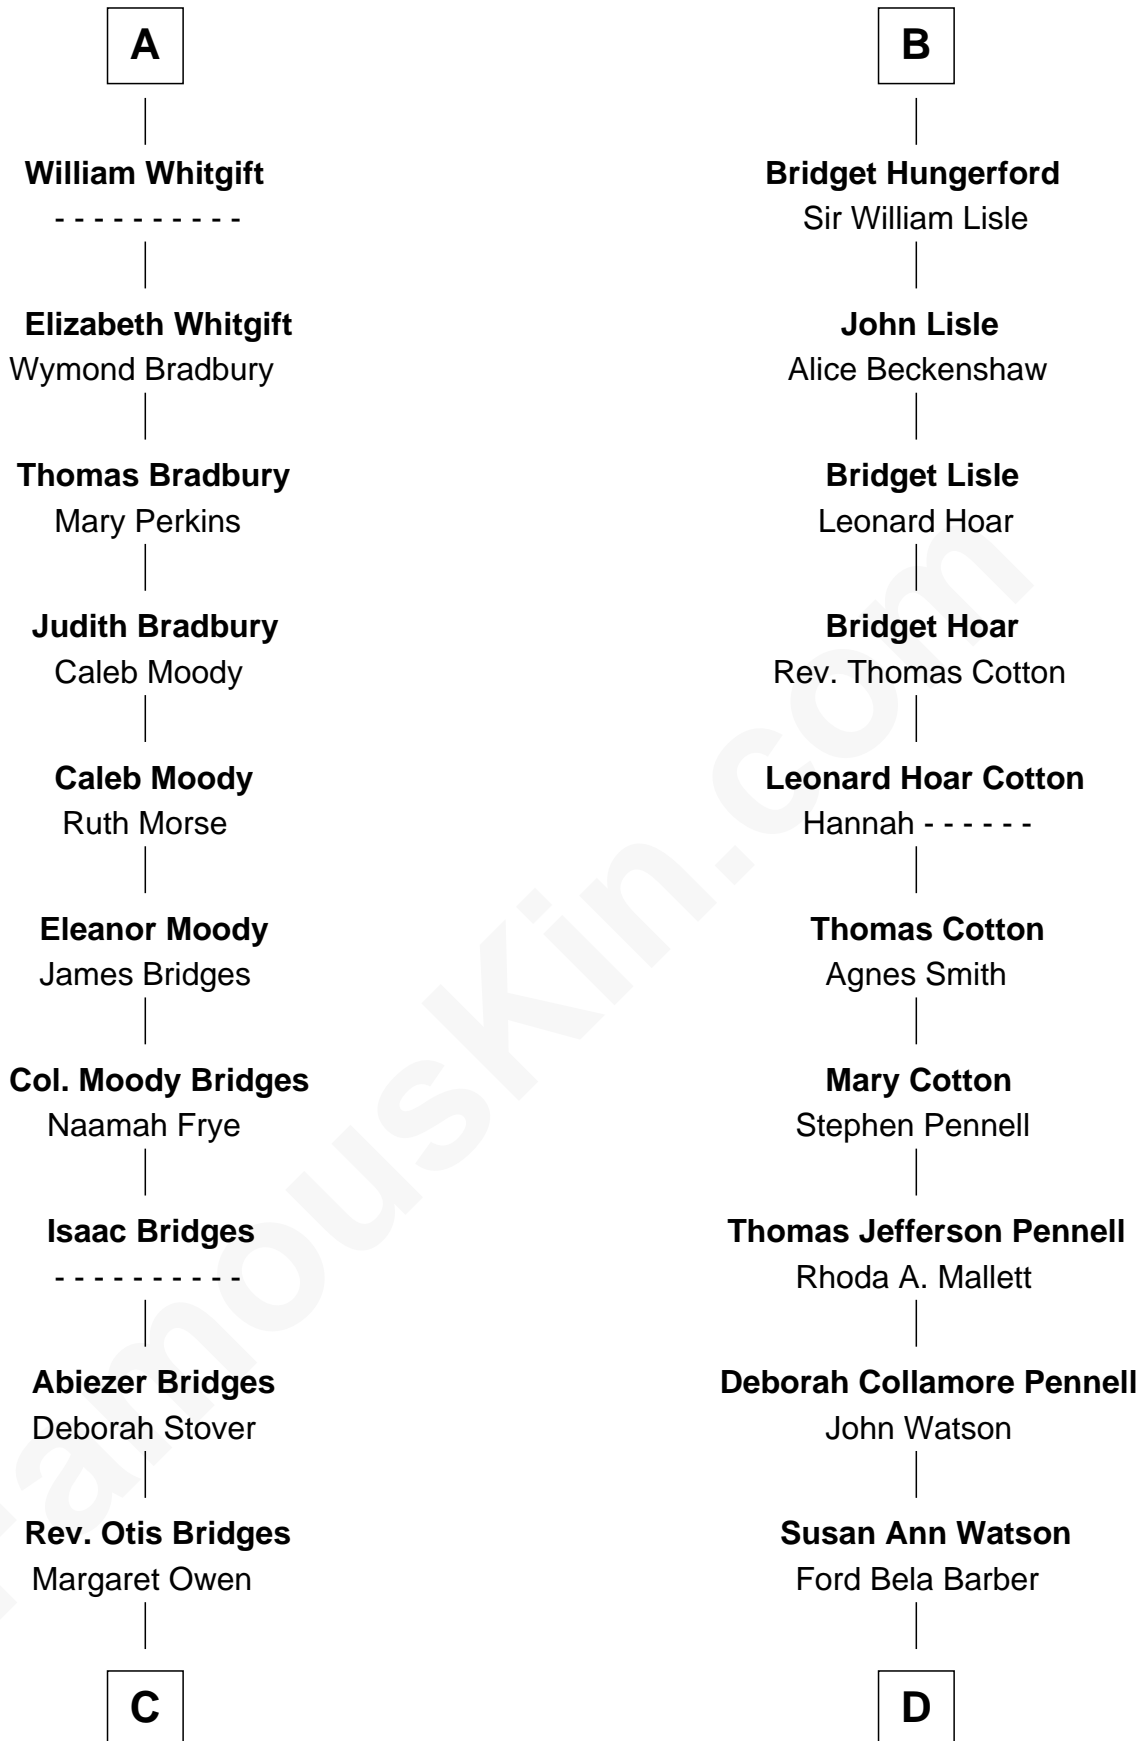 A
William Whitgift
- - - - - - - - - -
Elizabeth Whitgift
Wymond Bradbury
Thomas Bradbury
Mary Perkins
Judith Bradbury
Caleb Moody
Caleb Moody
Ruth Morse
Eleanor Moody
James Bridges
Col. Moody Bridges
Naamah Frye
Isaac Bridges
- - - - - - - - - -
Abiezer Bridges
Deborah Stover
Rev. Otis Bridges
Margaret Owen
C
B
Bridget Hungerford
Sir William Lisle
John Lisle
Alice Beckenshaw
Bridget Lisle
Leonard Hoar
Bridget Hoar
Rev. Thomas Cotton
Leonard Hoar Cotton
Hannah - - - - - -
Thomas Cotton
Agnes Smith
Mary Cotton
Stephen Pennell
Thomas Jefferson Pennell
Rhoda A. Mallett
Deborah Collamore Pennell
John Watson
Susan Ann Watson
Ford Bela Barber
D
FamousKin.com